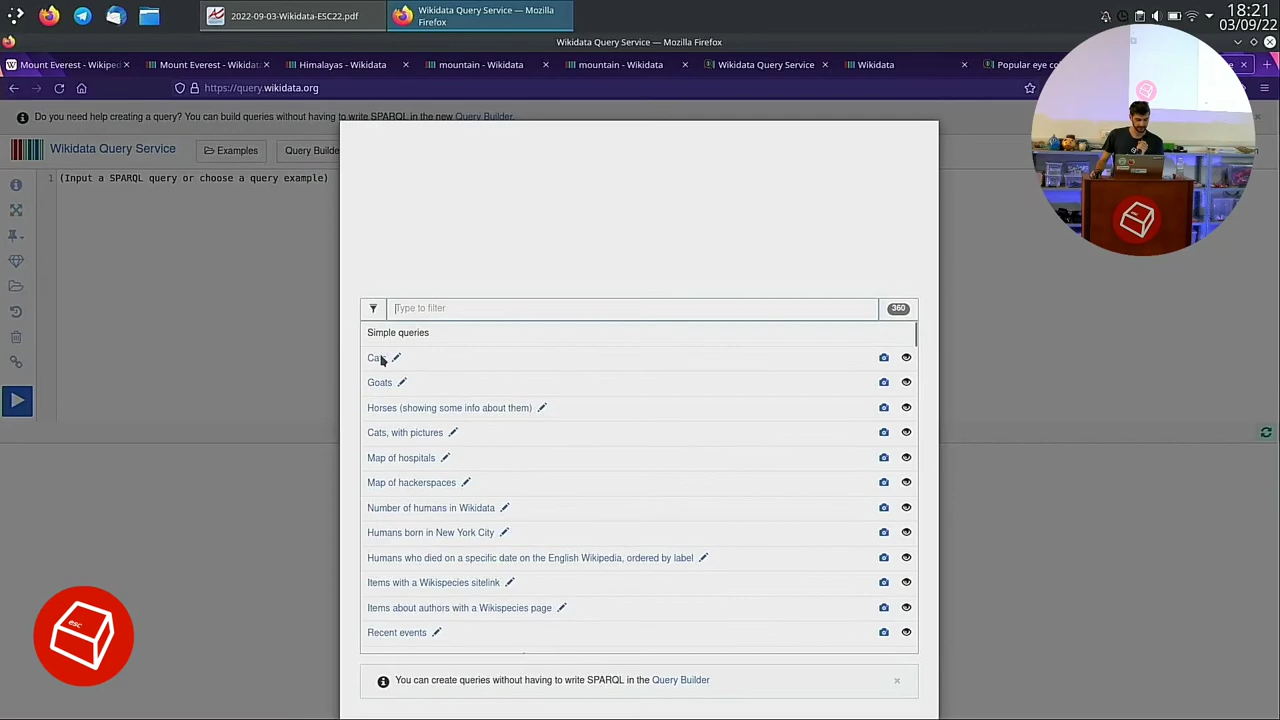 2022-09-03-Wikidata-ESC22.pdf
Wikidata Query Service — Mozilla
Firefox
18:21
03/09/22
Wikidata Query Service — Mozilla Firefox
Mount Everest - Wikiped
Mount Everest - Wikidat
Himalayas - Wikidata
mountain - Wikidata
mountain - Wikidata
Wikidata Query Service
Wikidata
Popular eye co
https://query.wikidata.org
Do you need help creating a query? You can build queries without having to write SPARQL in the new Query Builder.
Wikidata Query Service
Examples
Query Builde
1 (Input a SPARQL query or choose a query example)
Type to filter
360
Simple queries
Cats
Goats
Horses (showing some info about them)
Cats, with pictures
Map of hospitals
Map of hackerspaces
Number of humans in Wikidata
Humans born in New York City
Humans who died on a specific date on the English Wikipedia, ordered by label
Items with a Wikispecies sitelink
Items about authors with a Wikispecies page
Recent events
You can create queries without having to write SPARQL in the Query Builder
esc